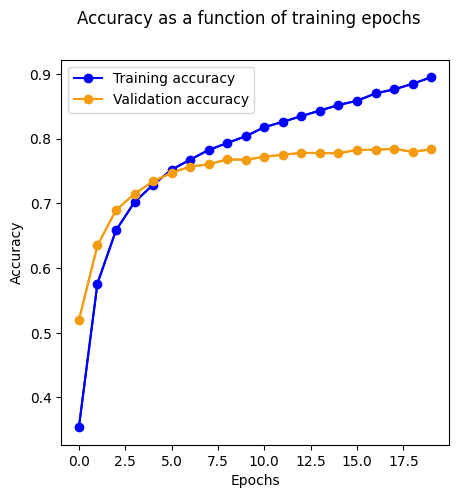 Accuracy as a function of training epochs
Training accuracy
Validation accuracy
Accuracy
0.9
0.8
0.7
0.6
0.5
0.4
0.0 2.5 5.0 7.5 10.0 12.5 15.0 17.5
Epochs